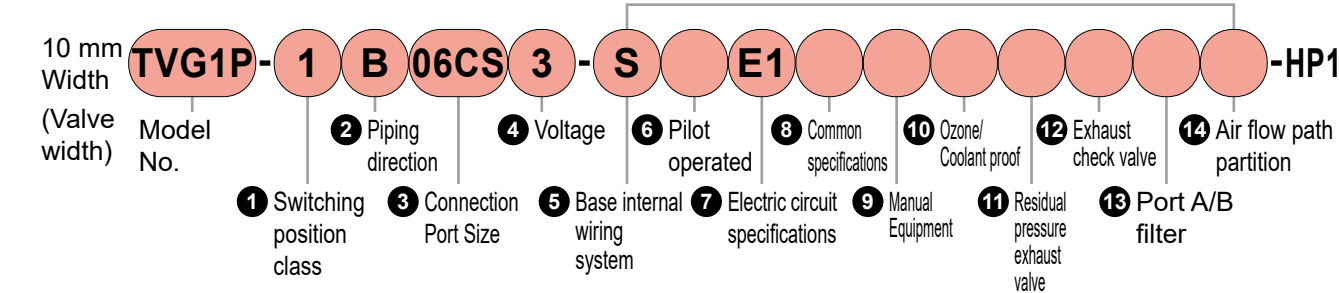 10 mm
Width
(Valve
width)
TVG1P-1 B 06CS 3 - S E1 -HP1
Model
No.
2 Piping
direction
4 Voltage
6 Pilot
operated
8 Common
specifications
10 Ozone/
Coolant proof
12 Exhaust
check valve
14 Air flow path
partition
1 Switching
position
class
3 Connection
Port Size
5 Base internal
wiring
system
7 Electric circuit
specifications
9 Manual
Equipment
11 Residual
pressure
exhaust
valve
13 Port A/B
filter